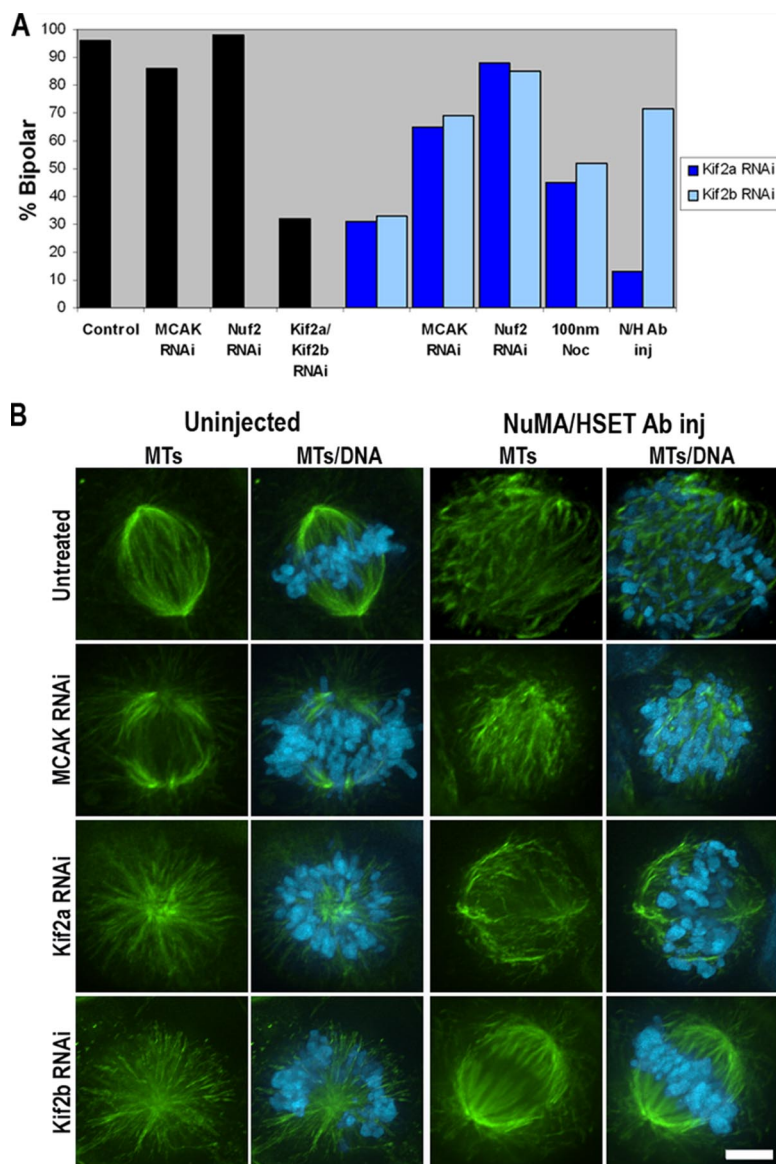 A
% Bipolar
100
90
80
70
60
50
40
30
20
10
0
Control
MCAK
RNAi
Nuf2
RNAi
Kif2a/
Kif2b
RNAi
MCAK
RNAi
Nuf2
RNAi
100nm
Noc
N/H Ab
inj
Kif2a RNAi
Kif2b RNAi
B
Uninjected
NuMA/HSET Ab inj
MTs
MTs/DNA
MTs
MTs/DNA
Untreated
MCAK RNAi
Kif2a RNAi
Kif2b RNAi